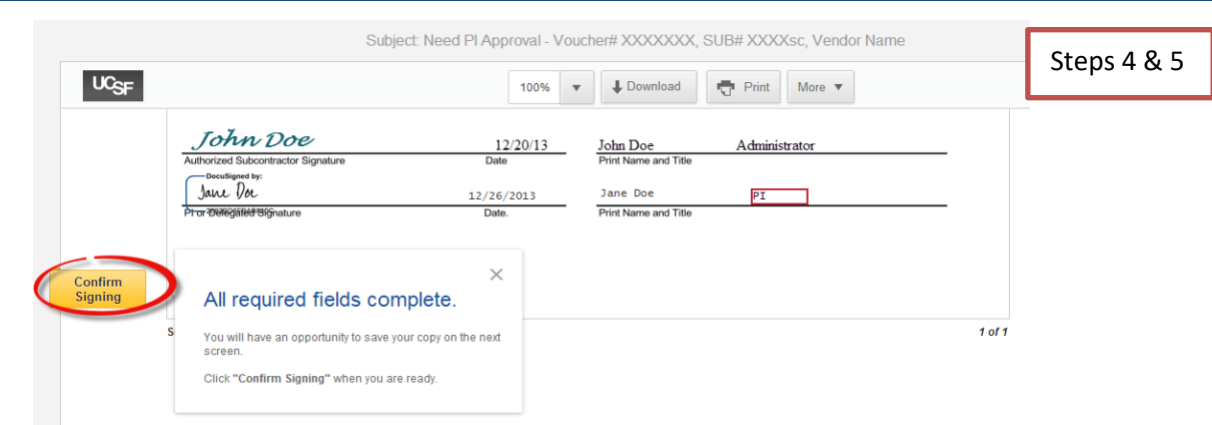 Subject: Need PI Approval - Voucher# XXXXXXX, SUB# XXXXsc, Vendor Name
Steps 4 & 5
UCSF
100%
Download
Print
More
John Doe 12/20/13 John Doe Administrator
Authorized Subcontractor Signature Date Print Name and Title
DocuSigned by:
Jane Doe 12/26/2013 Jane Doe PI
PI or Delegated Signature Date. Print Name and Title
Confirm
Signing
All required fields complete.
You will have an opportunity to save your copy on the next
screen.
Click "Confirm Signing" when you are ready.
1 of 1